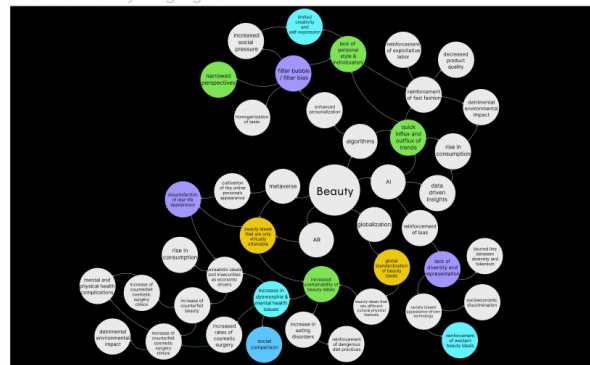 limited
creativity
and
self-expression
increased
social
pressure
lack of
personal
style &
individualism
reinforcement
of exploitative
labor
decreased
product
quality
narrowed
perspectives
filter bubble
/ filter bias
reinforcement
of fast fashion
detrimental
environmental
impact
homogenization
of taste
enhanced
personalization
algorithms
quick
influx and
outflux of
trends
rise in
consumption
cultivation
of the online
persona's
appearance
metaverse
Beauty
AI
data
driven
insights
dissatisfaction
of real-life
appearance
beauty ideals
that are only
virtually
attainable
AR
globalization
reinforcement
of bias
rise in
consumption
unrealistic ideals
and insecurities
as economic
drivers
global
standardization
of beauty
ideals
lack of
diversity and
representation
blurred line
between
diversity and
tokenism
mental and
physical health
complications
increase of
counterfeit
cosmetic
surgery
clinics
increase of
counterfeit
beauty
increase in
dysmorphia &
mental health
issues
increased
unattainability of
beauty ideals
beauty ideals that
mix different
cultural physical
features
racially biased,
appearance-driven
technology
socioeconomic
discrimination
detrimental
environmental
impact
increase of
counterfeit
cosmetic
surgery clinics
increased
rates of
cosmetic
surgery
social
comparison
increase in
eating
disorders
reinforcement
of dangerous
diet practices
reinforcement
of western
beauty ideals